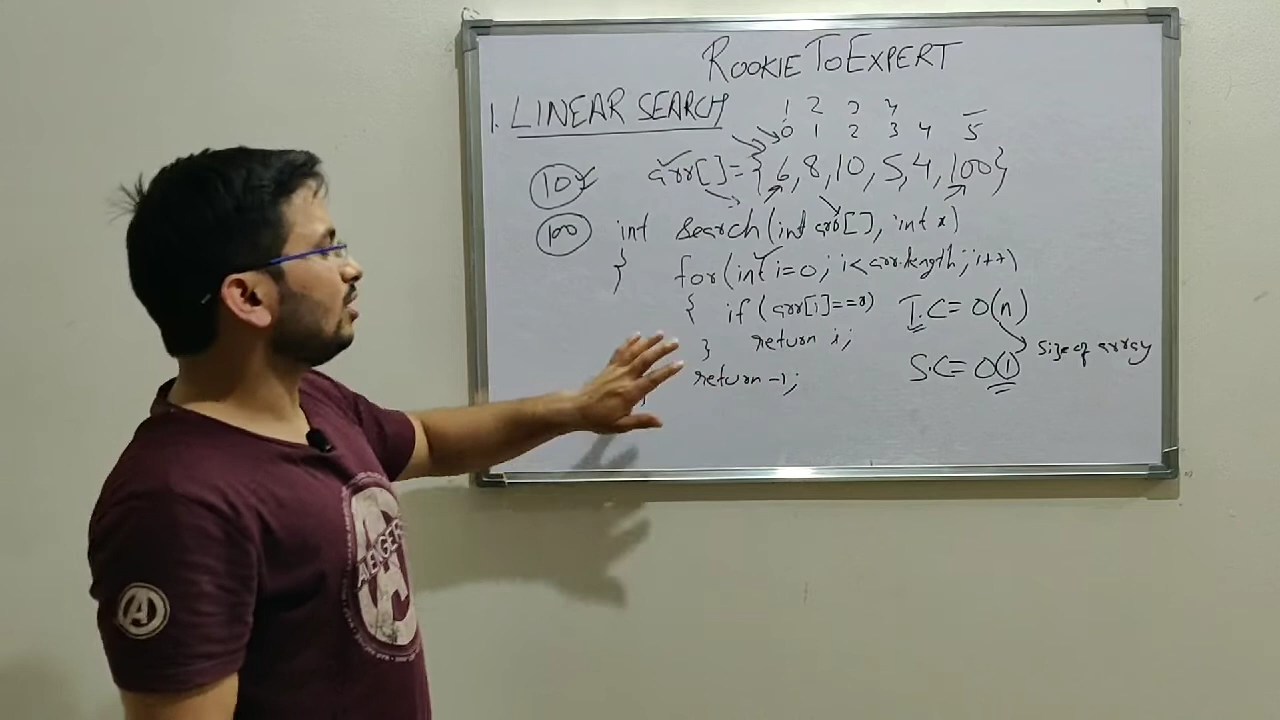 ROOKIETOEXPERT
1. LINEAR SEARCH
1 2 3 4
0 1 2 3 4 5
10 arr[]={6,8,10,5,4,100}
100 int search(int arr[], int x)
{ for(int i=0; i<arr.length; i++)
{ if (arr[i]==x) T.C= O(n)
} return i; size of array
return -1; S.C= O(1)
}
AVENGERS
A